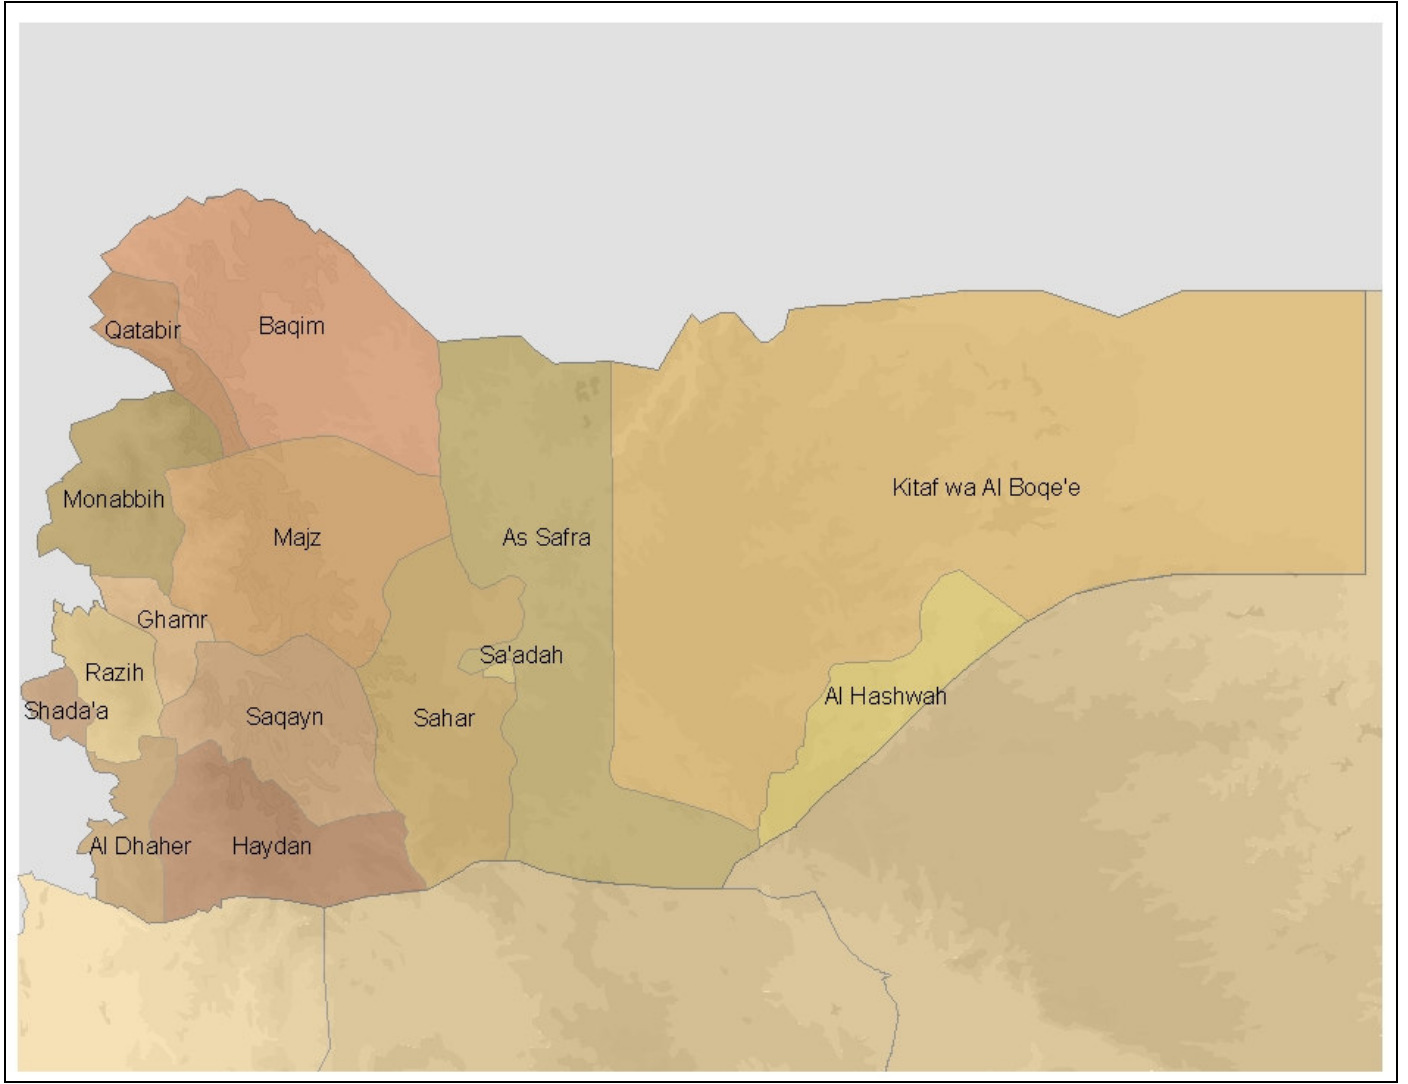 Baqim
Qatabir
Kitaf wa Al Boqe'e
Monabbih
Majz
As Safra
Ghamr
Sa'adah
Razih
Al Hashwah
Shada'a
Saqayn
Sahar
Al Dhaher
Haydan